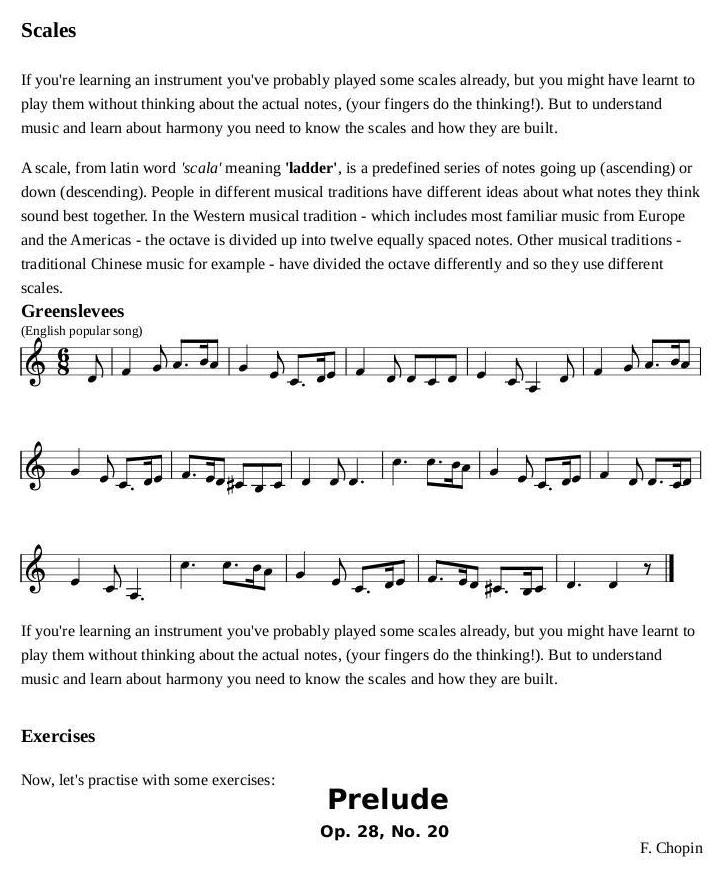 Scales
If you're learning an instrument you've probably played some scales already, but you might have learnt to
play them without thinking about the actual notes, (your fingers do the thinking!). But to understand
music and learn about harmony you need to know the scales and how they are built.
A scale, from latin word 'scala' meaning 'ladder', is a predefined series of notes going up (ascending) or
down (descending). People in different musical traditions have different ideas about what notes they think
sound best together. In the Western musical tradition - which includes most familiar music from Europe
and the Americas - the octave is divided up into twelve equally spaced notes. Other musical traditions -
traditional Chinese music for example - have divided the octave differently and so they use different
scales.
Greenslevees
(English popular song)
6
8
If you're learning an instrument you've probably played some scales already, but you might have learnt to
play them without thinking about the actual notes, (your fingers do the thinking!). But to understand
music and learn about harmony you need to know the scales and how they are built.
Exercises
Now, let's practise with some exercises:
Prelude
Op. 28, No. 20
F. Chopin